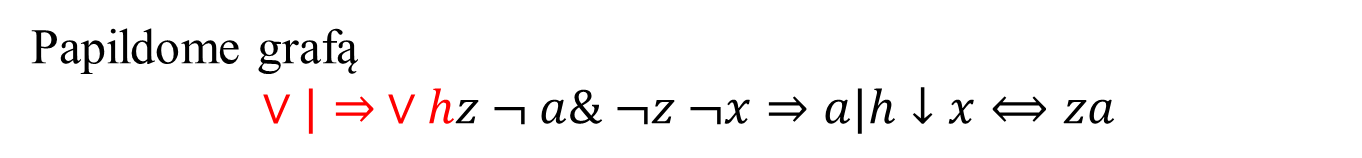 Papildome grafą
∨ | ⇒ ∨ hz ¬ a& ¬z ¬x ⇒ a|h ↓ x ⟺ za